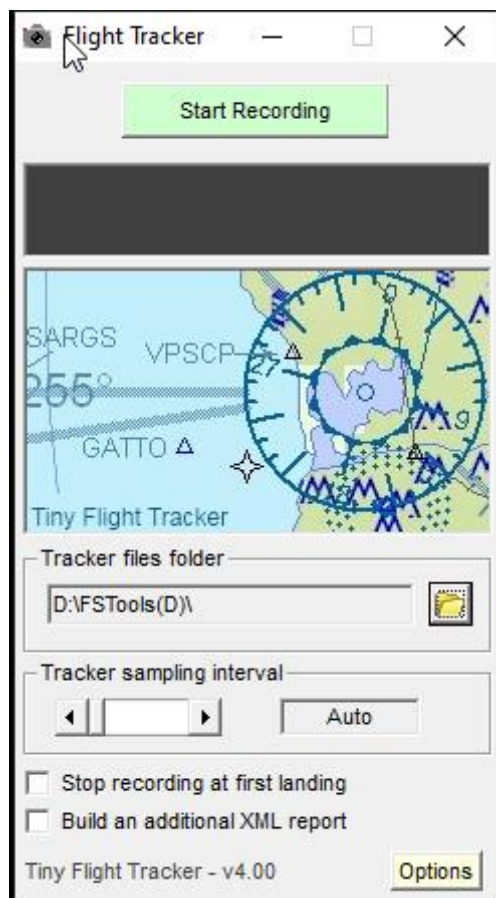 Flight Tracker
Start Recording
SARGS
VPSCP
27
9
255°
GATTO
Tiny Flight Tracker
Tracker files folder
D:\FSTools(D)\
Tracker sampling interval
Auto
Stop recording at first landing
Build an additional XML report
Tiny Flight Tracker - v4.00
Options